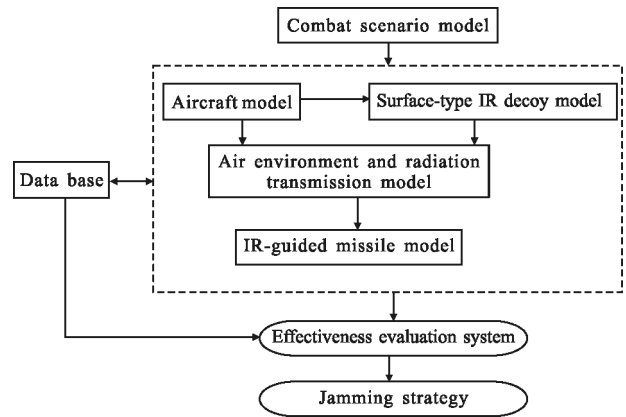 Combat scenario model
Aircraft model
Surface-type IR decoy model
Air environment and radiation
transmission model
Data base
IR-guided missile model
Effectiveness evaluation system
Jamming strategy